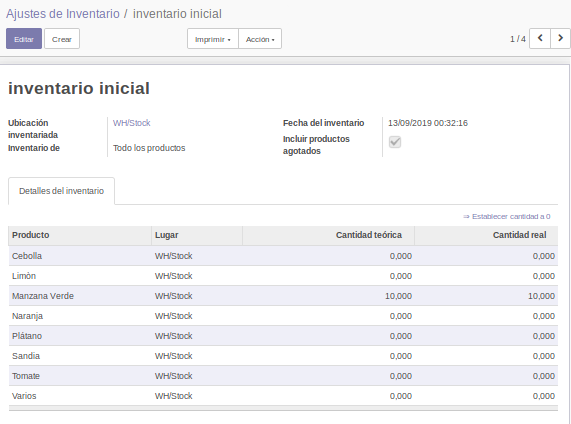 Ajustes de Inventario / inventario inicial
Editar Crear Imprimir Acción 1 / 4
inventario inicial
Ubicación inventariada WH/Stock Fecha del inventario 13/09/2019 00:32:16
Inventario de Todo los productos Incluir productos agotados
Detalles del inventario
⇒ Establecer cantidad a 0
Producto Lugar Cantidad teórica Cantidad real
Cebolla WH/Stock 0,000 0,000
Limón WH/Stock 0,000 0,000
Manzana Verde WH/Stock 10,000 10,000
Naranja WH/Stock 0,000 0,000
Plátano WH/Stock 0,000 0,000
Sandia WH/Stock 0,000 0,000
Tomate WH/Stock 0,000 0,000
Varios WH/Stock 0,000 0,000